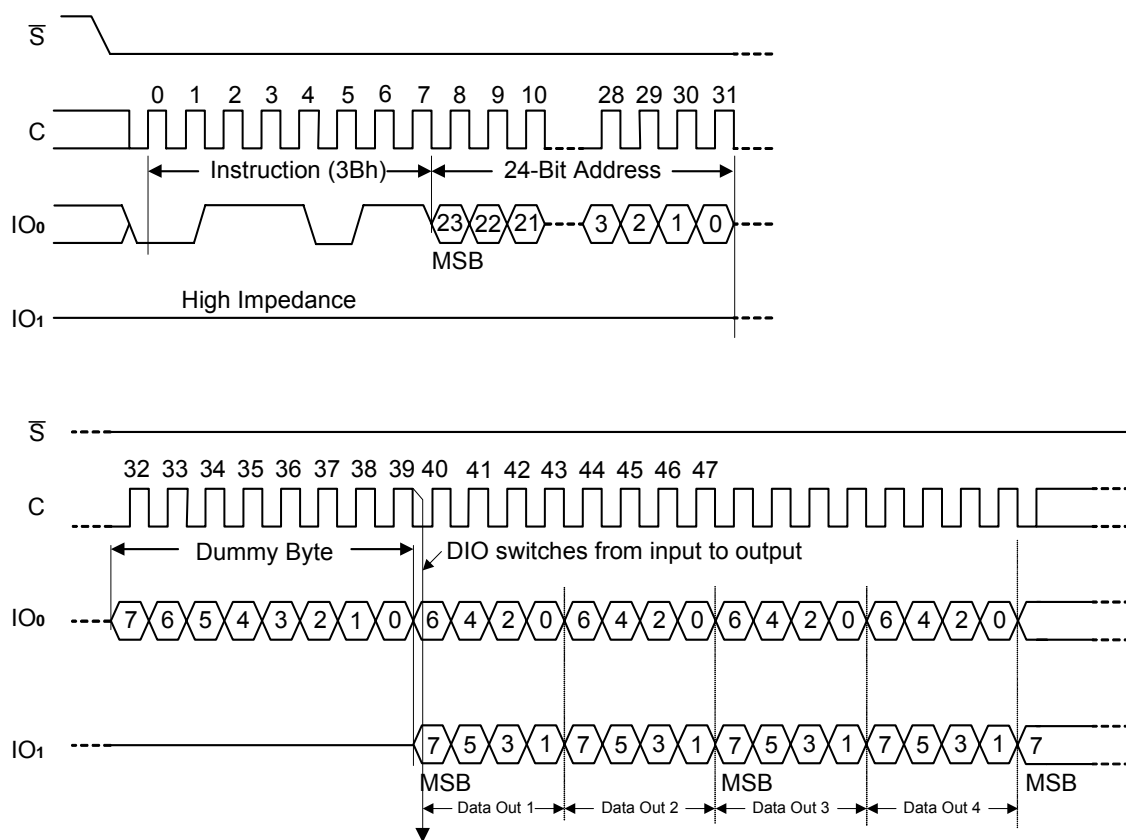 S̅
0 1 2 3 4 5 6 7 8 9 10 28 29 30 31
C
Instruction (3Bh) 24-Bit Address
IO₀ 23 22 21 3 2 1 0
MSB
High Impedance
IO₁
S̅
32 33 34 35 36 37 38 39 40 41 42 43 44 45 46 47
C
Dummy Byte DIO switches from input to output
IO₀ 7 6 5 4 3 2 1 0 6 4 2 0 6 4 2 0 6 4 2 0 6 4 2 0
IO₁ 7 5 3 1 7 5 3 1 7 5 3 1 7 5 3 1 7
MSB MSB MSB
Data Out 1 Data Out 2 Data Out 3 Data Out 4